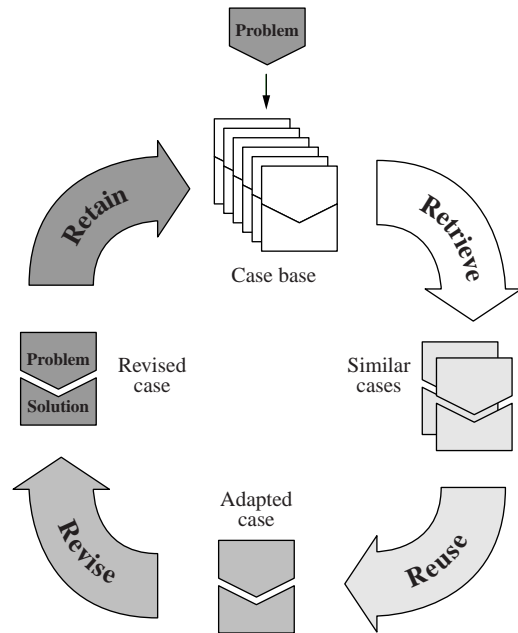 Problem
Retain
Retrieve
Case base
Problem
Solution
Revised
case
Similar
cases
Adapted
case
Revise
Reuse